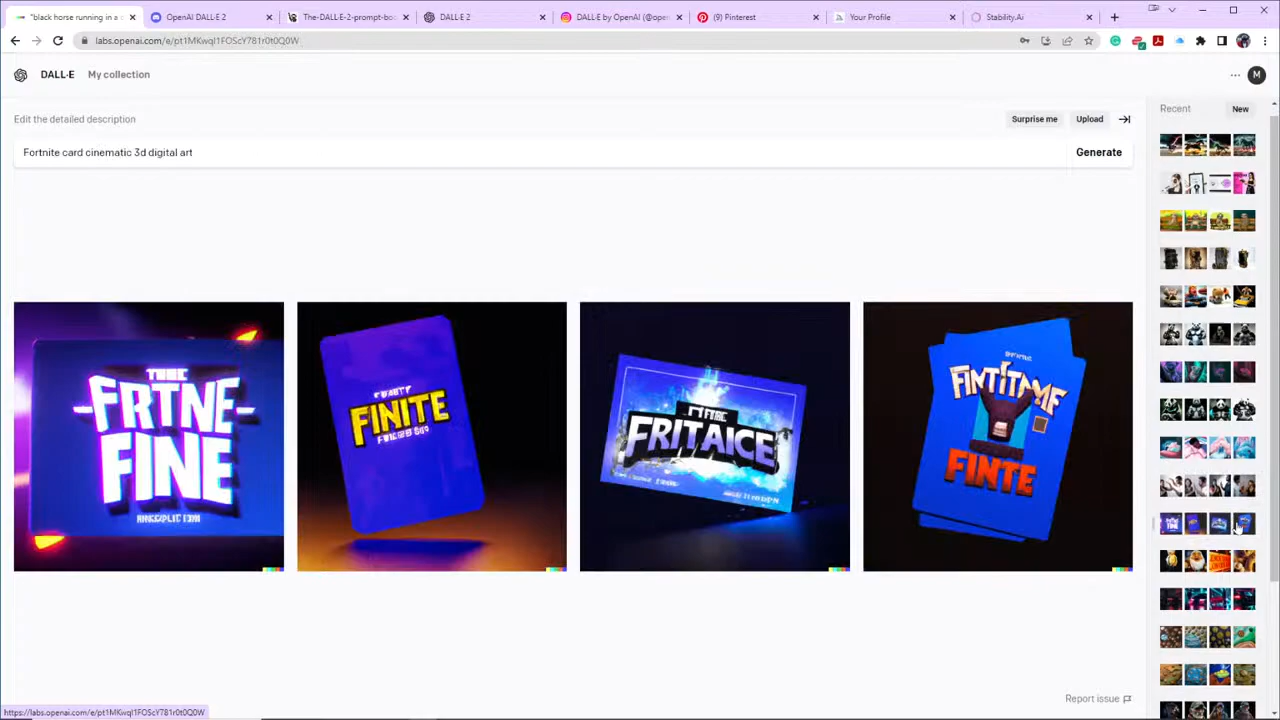 "black horse running in a c
OpenAI DALL·E 2
The-DALL·E-2-prompt-boo
DALL·E 2
DALL·E by OpenAI (@open
(9) Pinterest
Your Profile
Stability.Ai
labs.openai.com/e/pt1MKwql1FOScY781r0t0Q0W
DALL·E
My collection
M
Edit the detailed description
Surprise me
Upload
Recent
New
Fortnite card cinematic 3d digital art
Generate
FRTNE
FINE
FINITE
FRITAICE
INTITAMF
CINTE
Report issue
https://labs.openai.com/e/pt1MKwql1FOScY781r0t0Q0W